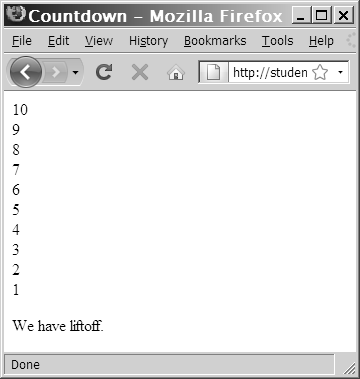 Countdown - Mozilla Firefox
File Edit View History Bookmarks Tools Help
http://studen
10
9
8
7
6
5
4
3
2
1
We have liftoff.
Done